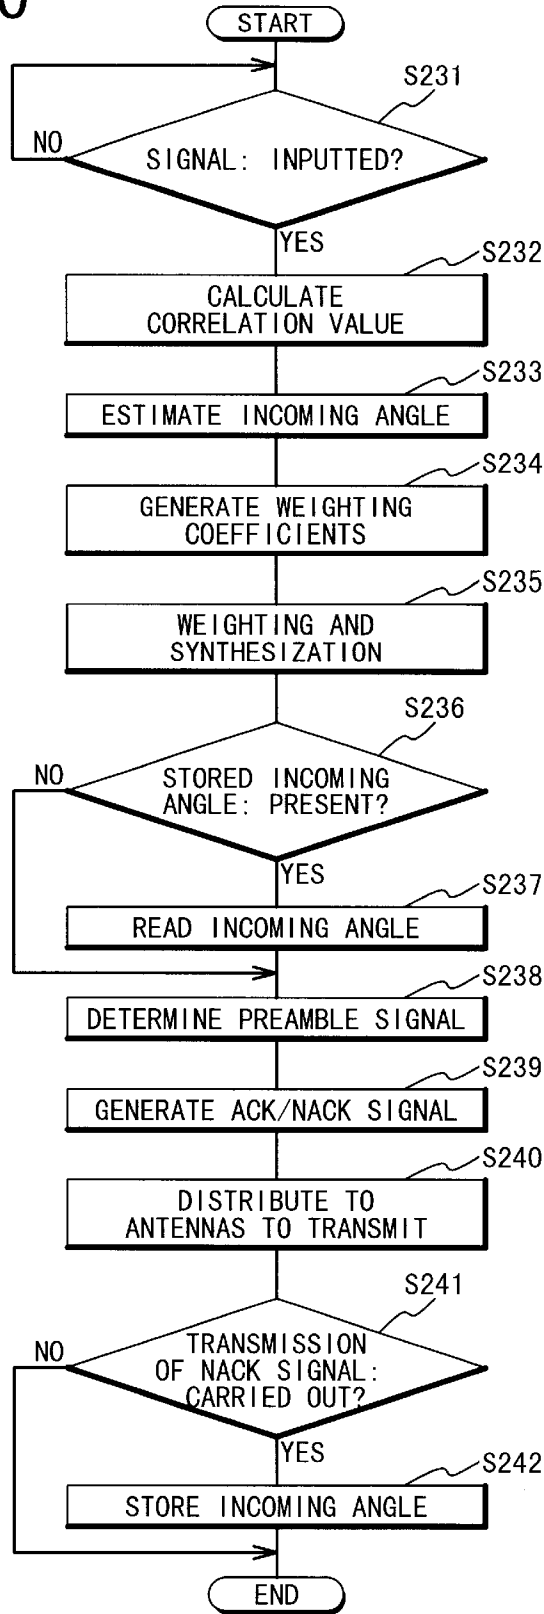 0
START
S231
NO
SIGNAL: INPUTTED?
YES
S232
CALCULATE
CORRELATION VALUE
S233
ESTIMATE INCOMING ANGLE
S234
GENERATE WEIGHTING
COEFFICIENTS
S235
WEIGHTING AND
SYNTHESIZATION
S236
NO
STORED INCOMING
ANGLE: PRESENT?
YES
S237
READ INCOMING ANGLE
S238
DETERMINE PREAMBLE SIGNAL
S239
GENERATE ACK/NACK SIGNAL
S240
DISTRIBUTE TO
ANTENNAS TO TRANSMIT
S241
NO
TRANSMISSION
OF NACK SIGNAL:
CARRIED OUT?
YES
S242
STORE INCOMING ANGLE
END